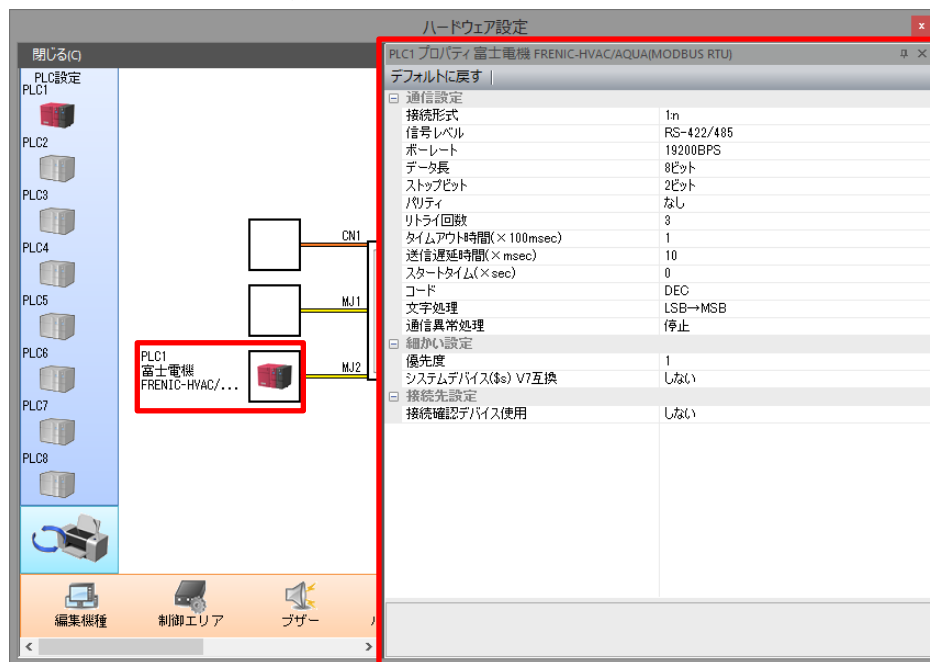 ハードウェア設定
x
閉じる(C)
PLC設定
PLC1
PLC2
PLC3
PLC4
PLC5
PLC6
PLC7
PLC8
CN1
MJ1
MJ2
PLC1
富士電機
FRENIC-HVAC/...
編集機種
制御エリア
ブザー
PLC1 プロパティ 富士電機 FRENIC-HVAC/AQUA(MODBUS RTU)
デフォルトに戻す
通信設定
接続形式 1:n
信号レベル RS-422/485
ボーレート 19200BPS
データ長 8ビット
ストップビット 2ビット
パリティ なし
リトライ回数 3
タイムアウト時間(×100msec) 1
送信遅延時間(×msec) 10
スタートタイム(×sec) 0
コード DEC
文字処理 LSB→MSB
通信異常処理 停止
細かい設定
優先度 1
システムデバイス($s) V7互換 しない
接続先設定
接続確認デバイス使用 しない